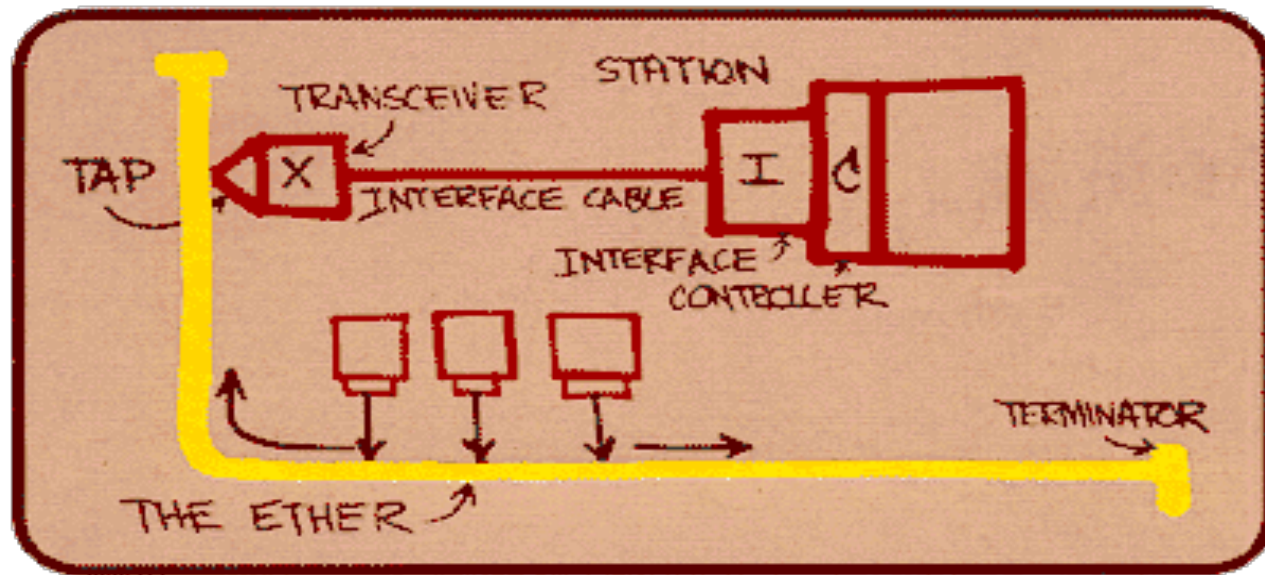 STATION
TRANSCEIVER
TAP
X
I
C
INTERFACE CABLE
INTERFACE
CONTROLLER
TERMINATOR
THE ETHER